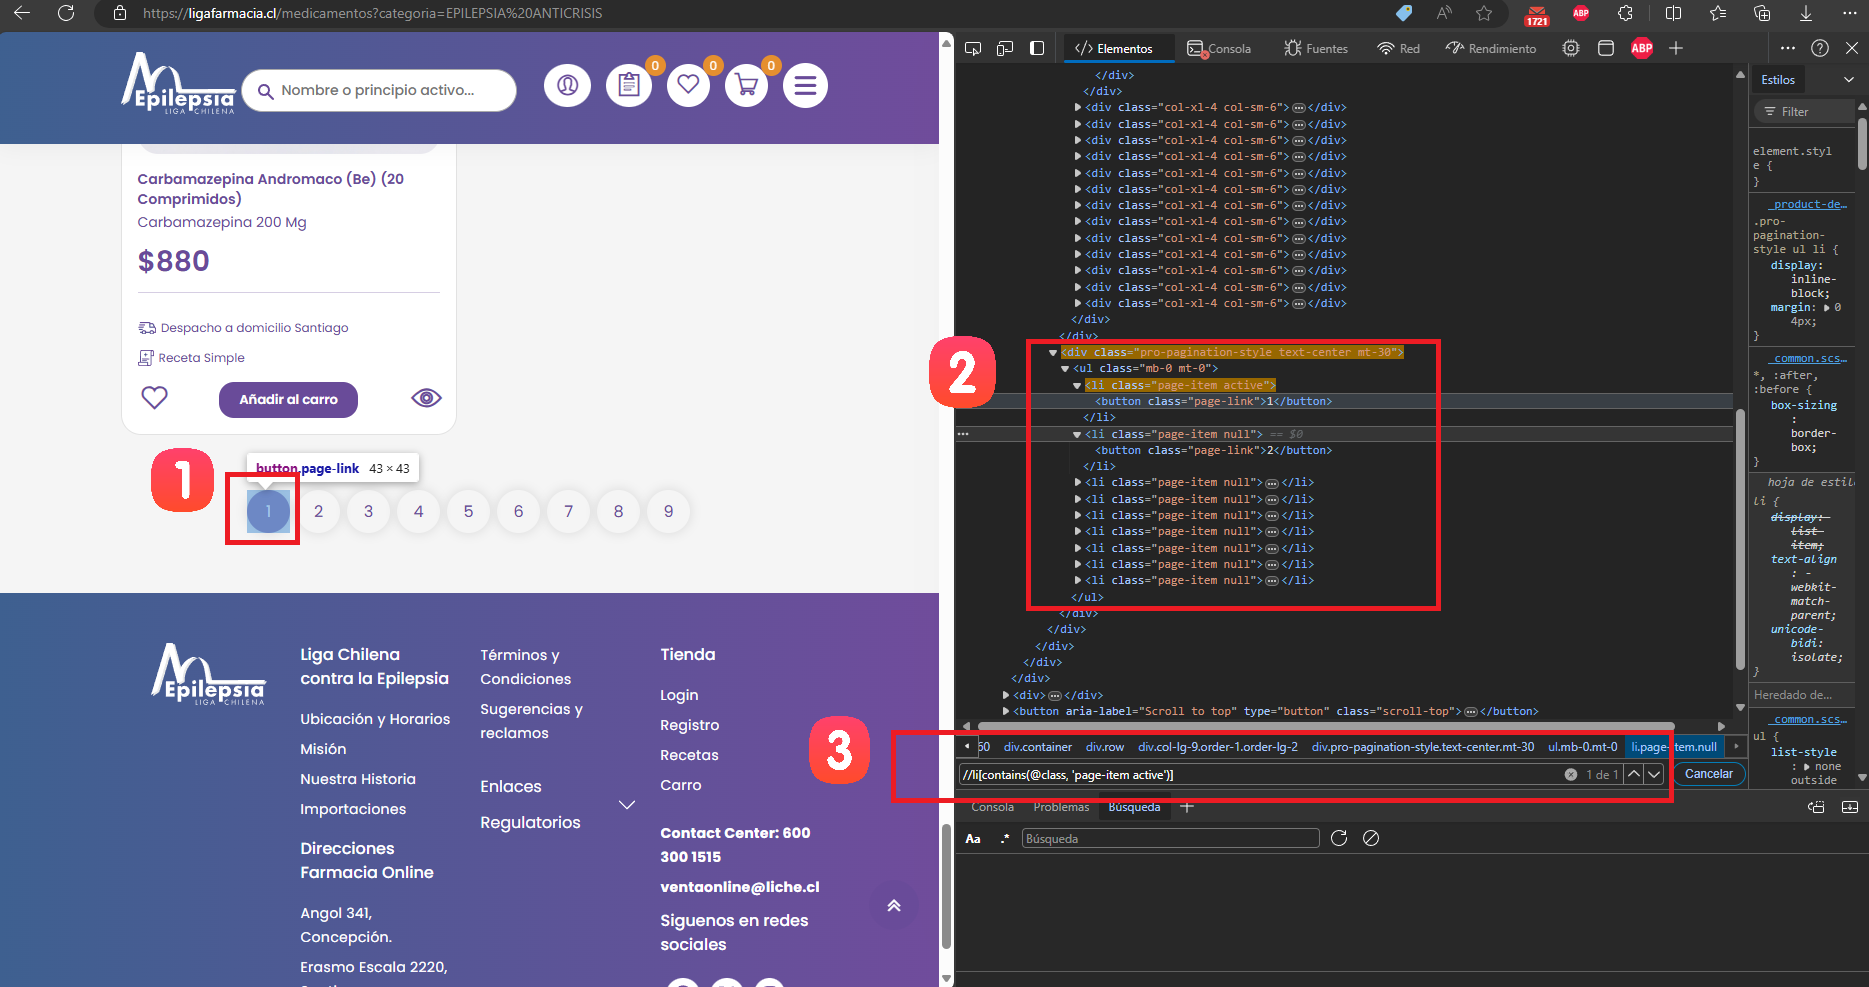 https://ligafarmacia.cl/medicamentos?categoria=EPILEPSIA%20ANTICRISIS
1721
ABP
Epilepsia
LIGA CHILENA
Nombre o principio activo...
0
0
0
Carbamazepina Andromaco (Be) (20
Comprimidos)
Carbamazepina 200 Mg
$880
Despacho a domicilio Santiago
Receta Simple
Añadir al carro
1
button.page-link 43 × 43
1
2
3
4
5
6
7
8
9
Epilepsia
LIGA CHILENA
Liga Chilena
contra la Epilepsia
Ubicación y Horarios
Misión
Nuestra Historia
Importaciones
Direcciones
Farmacia Online
Angol 341,
Concepción.
Erasmo Escala 2220,
Términos y
Condiciones
Sugerencias y
reclamos
Enlaces
Regulatorios
Tienda
Login
Registro
Recetas
Carro
Contact Center: 600
300 1515
ventaonline@liche.cl
Siguenos en redes
sociales
Elementos
Consola
Fuentes
Red
Rendimiento
ABP
</div>
</div>
<div class="col-xl-4 col-sm-6">…</div>
<div class="col-xl-4 col-sm-6">…</div>
<div class="col-xl-4 col-sm-6">…</div>
<div class="col-xl-4 col-sm-6">…</div>
<div class="col-xl-4 col-sm-6">…</div>
<div class="col-xl-4 col-sm-6">…</div>
<div class="col-xl-4 col-sm-6">…</div>
<div class="col-xl-4 col-sm-6">…</div>
<div class="col-xl-4 col-sm-6">…</div>
<div class="col-xl-4 col-sm-6">…</div>
<div class="col-xl-4 col-sm-6">…</div>
<div class="col-xl-4 col-sm-6">…</div>
<div class="col-xl-4 col-sm-6">…</div>
</div>
</div>
2
<div class="pro-pagination-style text-center mt-30">
<ul class="mb-0 mt-0">
<li class="page-item active">
<button class="page-link">1</button>
</li>
<li class="page-item null"> == $0
<button class="page-link">2</button>
</li>
<li class="page-item null">…</li>
<li class="page-item null">…</li>
<li class="page-item null">…</li>
<li class="page-item null">…</li>
<li class="page-item null">…</li>
<li class="page-item null">…</li>
<li class="page-item null">…</li>
</ul>
</div>
</div>
</div>
</div>
</div>
<div>…</div>
<button aria-label="Scroll to top" type="button" class="scroll-top">…</button>
3
60 div.container div.row div.col-lg-9.order-1.order-lg-2 div.pro-pagination-style.text-center.mt-30 ul.mb-0.mt-0 li.page-item.null
//li[contains(@class, 'page-item active')]
1 de 1
Cancelar
Consola
Problemas
Búsqueda
Aa
.*
Búsqueda
Estilos
Filter
element.styl
e {
}
_product-de…
.pro-
pagination-
style ul li {
display:
inline-
block;
margin: 0
4px;
}
_common.scs…
*, :after,
:before {
box-sizing
:
border-
box;
}
hoja de estil
li {
display:
list-
item;
text-align
: -
webkit-
match-
parent;
unicode-
bidi:
isolate;
}
Heredado de…
_common.scs…
ul {
list-style
: none
outside